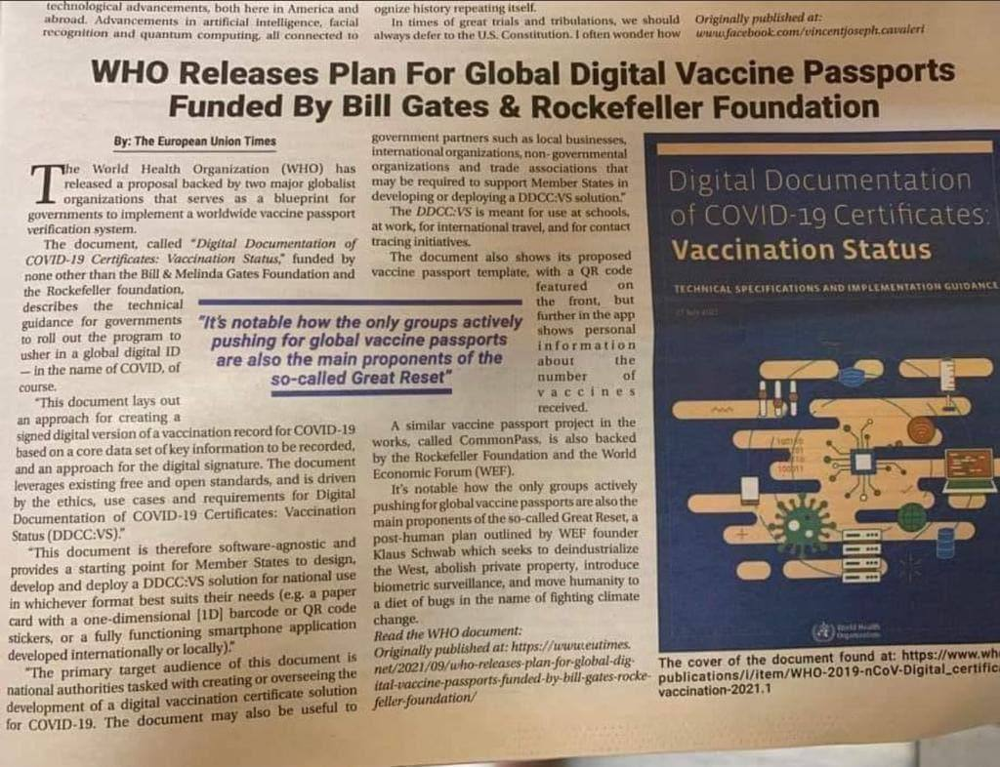 technological advancements, both here in America and
abroad. Advancements in artificial intelligence, facial
recognition and quantum computing, all connected to
ognize history repeating itself.
In times of great trials and tribulations, we should
always defer to the U.S. Constitution. I often wonder how
Originally published at:
www.facebook.com/vincentjoseph.cavaleri
WHO Releases Plan For Global Digital Vaccine Passports
Funded By Bill Gates & Rockefeller Foundation
By: The European Union Times
The World Health Organization (WHO) has
released a proposal backed by two major globalist
organizations that serves as a blueprint for
governments to implement a worldwide vaccine passport
verification system.
The document, called "Digital Documentation of
COVID-19 Certificates: Vaccination Status," funded by
none other than the Bill & Melinda Gates Foundation and
the Rockefeller foundation,
describes the technical
guidance for governments
to roll out the program to
usher in a global digital ID
— in the name of COVID, of
course.
"This document lays out
an approach for creating a
signed digital version of a vaccination record for COVID-19
based on a core data set of key information to be recorded,
and an approach for the digital signature. The document
leverages existing free and open standards, and is driven
by the ethics, use cases and requirements for Digital
Documentation of COVID-19 Certificates: Vaccination
Status (DDCC:VS)."
"This document is therefore software-agnostic and
provides a starting point for Member States to design,
develop and deploy a DDCC:VS solution for national use
in whichever format best suits their needs (e.g. a paper
card with a one-dimensional [1D] barcode or QR code
stickers, or a fully functioning smartphone application
developed internationally or locally)."
"The primary target audience of this document is
national authorities tasked with creating or overseeing the
development of a digital vaccination certificate solution
for COVID-19. The document may also be useful to
"It's notable how the only groups actively
pushing for global vaccine passports
are also the main proponents of the
so-called Great Reset"
government partners such as local businesses,
international organizations, non- governmental
organizations and trade associations that
may be required to support Member States in
developing or deploying a DDCC:VS solution."
The DDCC:VS is meant for use at schools,
at work, for international travel, and for contact
tracing initiatives.
The document also shows its proposed
vaccine passport template, with a QR code
featured on
the front, but
further in the app
shows personal
information
about the
number of
vaccines
received.
A similar vaccine passport project in the
works, called CommonPass, is also backed
by the Rockefeller Foundation and the World
Economic Forum (WEF).
It's notable how the only groups actively
pushing for global vaccine passports are also the
main proponents of the so-called Great Reset, a
post-human plan outlined by WEF founder
Klaus Schwab which seeks to deindustrialize
the West, abolish private property, introduce
biometric surveillance, and move humanity to
a diet of bugs in the name of fighting climate
change.
Read the WHO document:
Originally published at: https://www.eutimes.
net/2021/09/who-releases-plan-for-global-dig-
ital-vaccine-passports-funded-by-bill-gates-rocke-
feller-foundation/
Digital Documentation
of COVID-19 Certificates:
Vaccination Status
TECHNICAL SPECIFICATIONS AND IMPLEMENTATION GUIDANCE
World Health
Organization
The cover of the document found at: https://www.wh
publications/i/item/WHO-2019-nCoV-Digital_certific
vaccination-2021.1